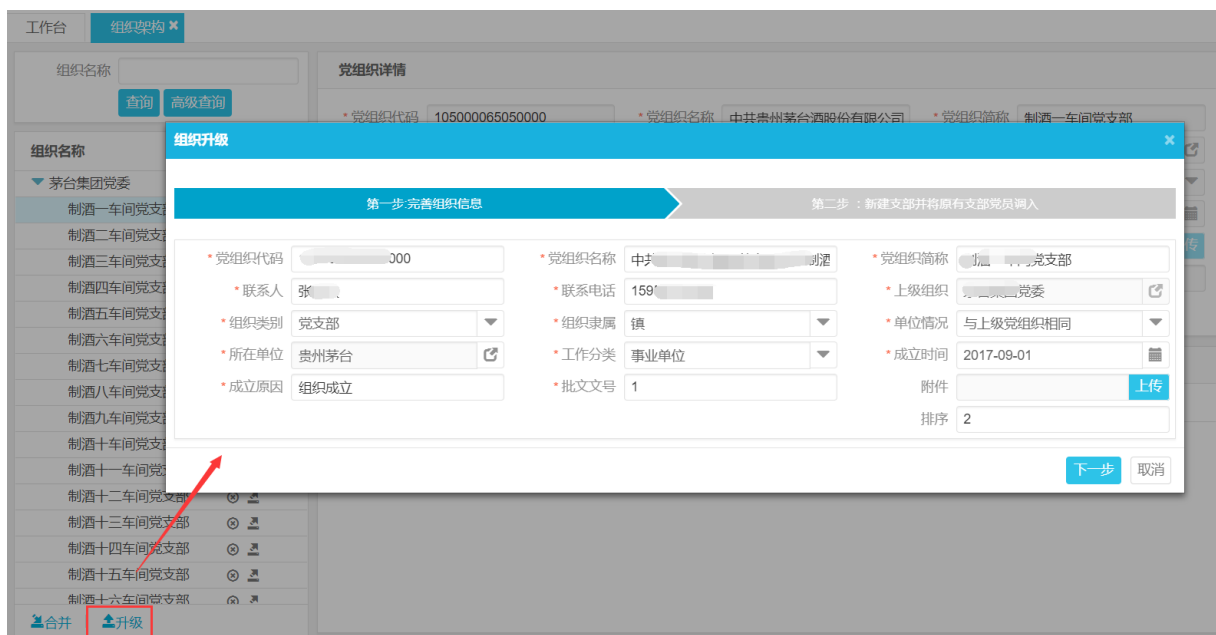 工作台 组织架构
组织名称 党组织详情
查询 高级查询
* 党组织代码 105000065050000 * 党组织名称 中共贵州茅台酒股份有限公司 * 党组织简称 制酒一车间党支部
组织升级
组织名称
茅台集团党委
第一步:完善组织信息 第二步 : 新建支部并将原有支部党员调入
制酒一车间党支
制酒二车间党支
制酒三车间党支
制酒四车间党支
制酒五车间党支
制酒六车间党支
制酒七车间党支
制酒八车间党支
制酒九车间党支
制酒十车间党支
制酒十一车间党
制酒十二车间党支部
制酒十三车间党支部
制酒十四车间党支部
制酒十五车间党支部
制酒十六车间党支部
* 党组织代码 000 * 党组织名称 中共 制酒 * 党组织简称 党支部
* 联系人 张 * 联系电话 159 * 上级组织 党委
* 组织类别 党支部 * 组织隶属 镇 * 单位情况 与上级党组织相同
* 所在单位 贵州茅台 * 工作分类 事业单位 * 成立时间 2017-09-01
* 成立原因 组织成立 * 批文文号 1 附件 上传
排序 2
下一步 取消
合并 升级